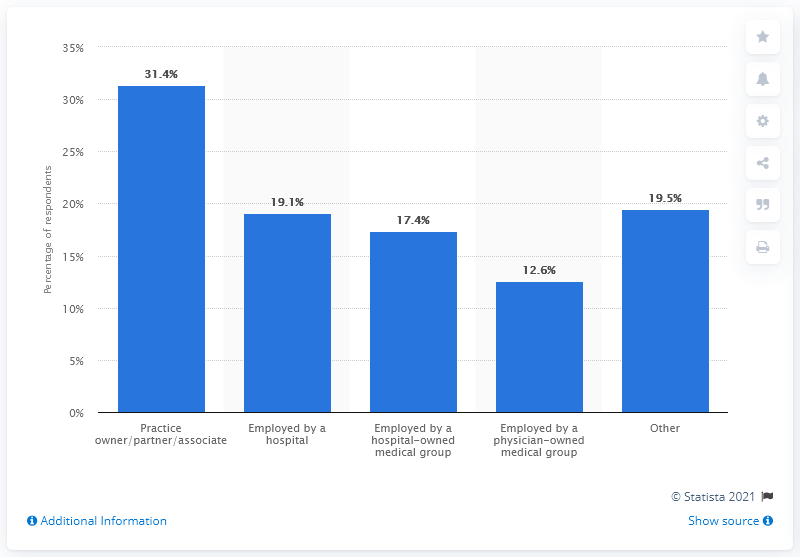 35%
30%
25%
20%
15%
10%
5%
0%
Percentage of respondents
31.4%
19.1%
17.4%
12.6%
19.5%
Practice
owner/partner/associate
Employed by a
hospital
Employed by a
hospital-owned
medical group
Employed by a
physician-owned
medical group
Other
© Statista 2021
Additional Information
Show source